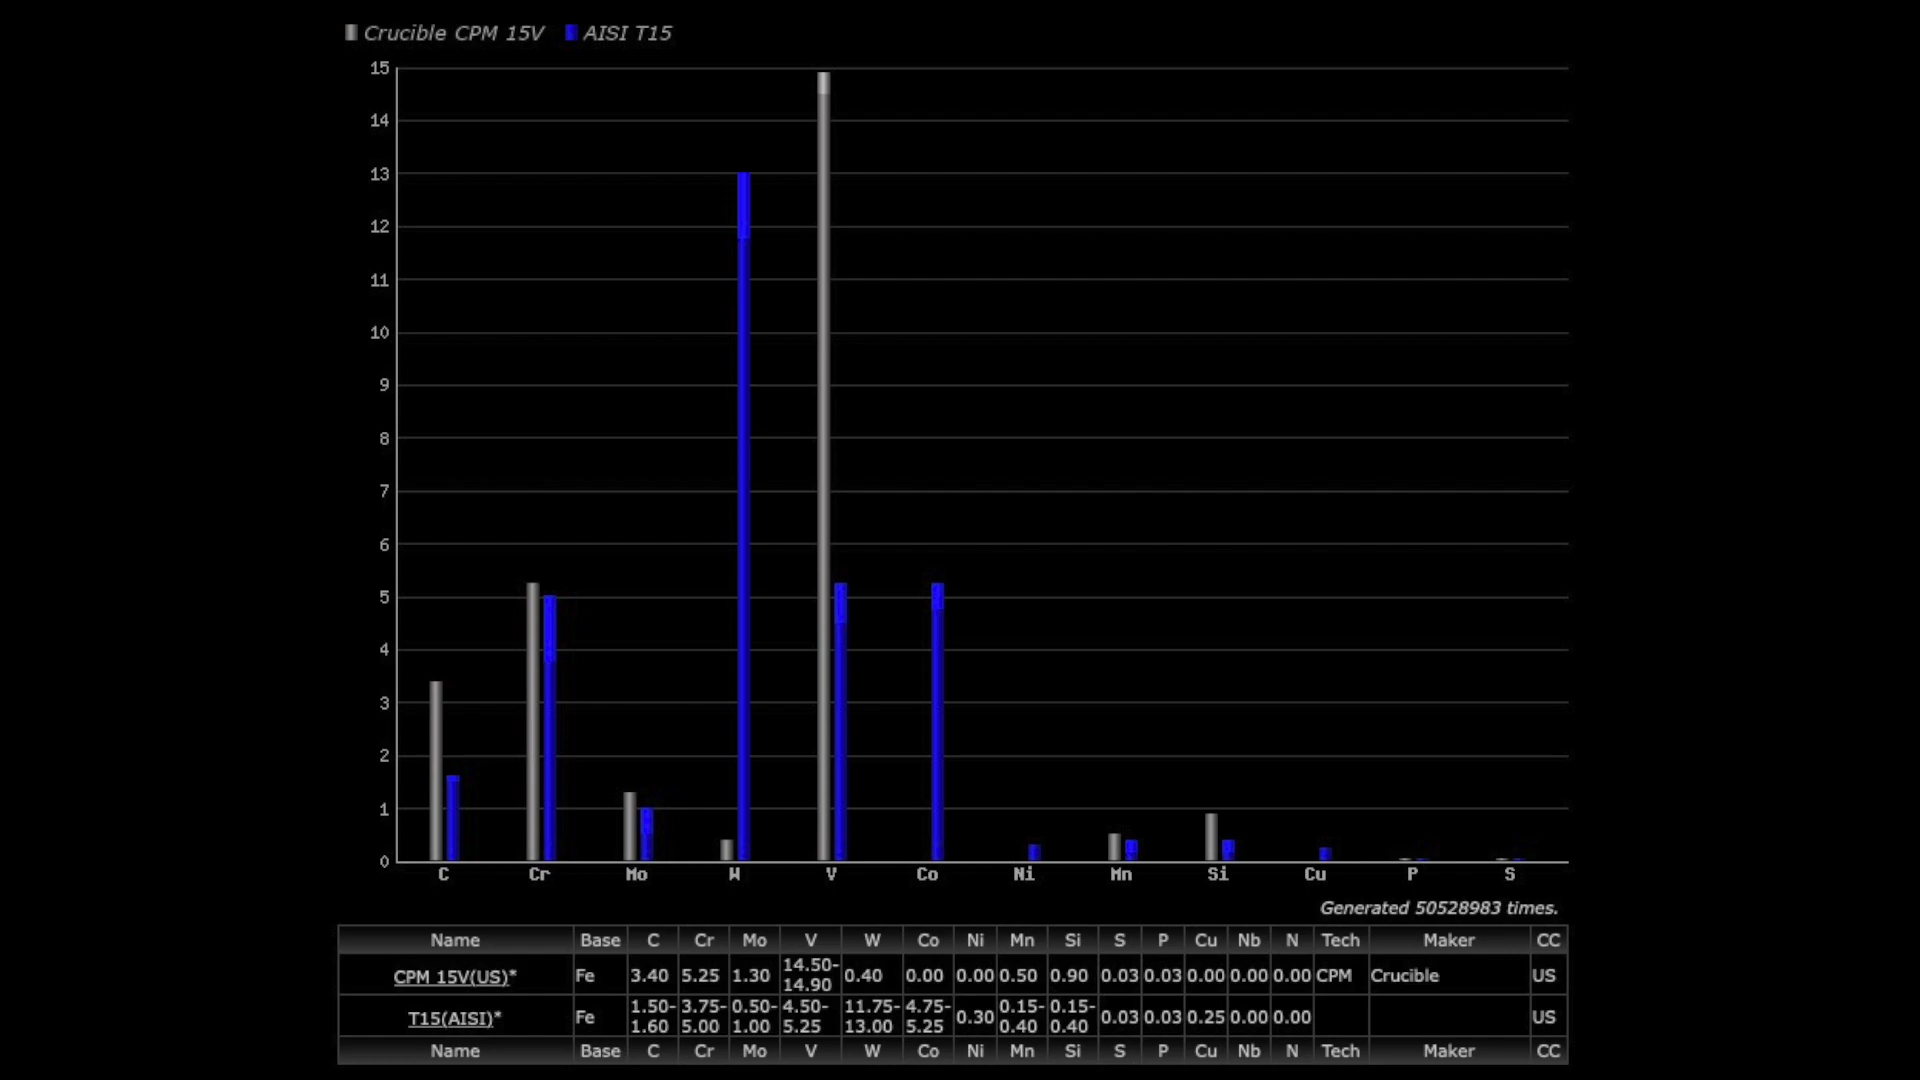 Crucible CPM 15V AISI T15
15
14
13
12
11
10
9
8
7
6
5
4
3
2
1
0
C Cr Mo W V Co Ni Mn Si Cu P S
Generated 50528983 times.
Name Base C Cr Mo V W Co Ni Mn Si S P Cu Nb N Tech Maker CC
CPM 15V(US)* Fe 3.40 5.25 1.30 14.50-14.90 0.40 0.00 0.00 0.50 0.90 0.03 0.03 0.00 0.00 0.00 CPM Crucible US
T15(AISI)* Fe 1.50-1.60 3.75-5.00 0.50-1.00 4.50-5.25 11.75-13.00 4.75-5.25 0.30 0.15-0.40 0.15-0.40 0.03 0.03 0.25 0.00 0.00 US
Name Base C Cr Mo V W Co Ni Mn Si S P Cu Nb N Tech Maker CC